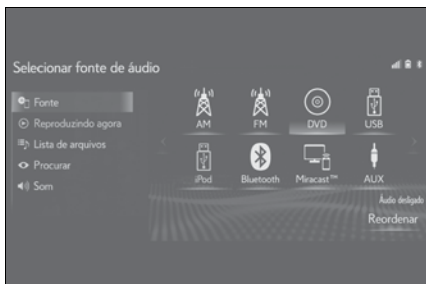 Selecionar fonte de áudio
Fonte
Reproduzindo agora
Lista de arquivos
Procurar
Som
AM
FM
DVD
USB
iPod
Bluetooth
Miracast™
AUX
Áudio desligado
Reordenar